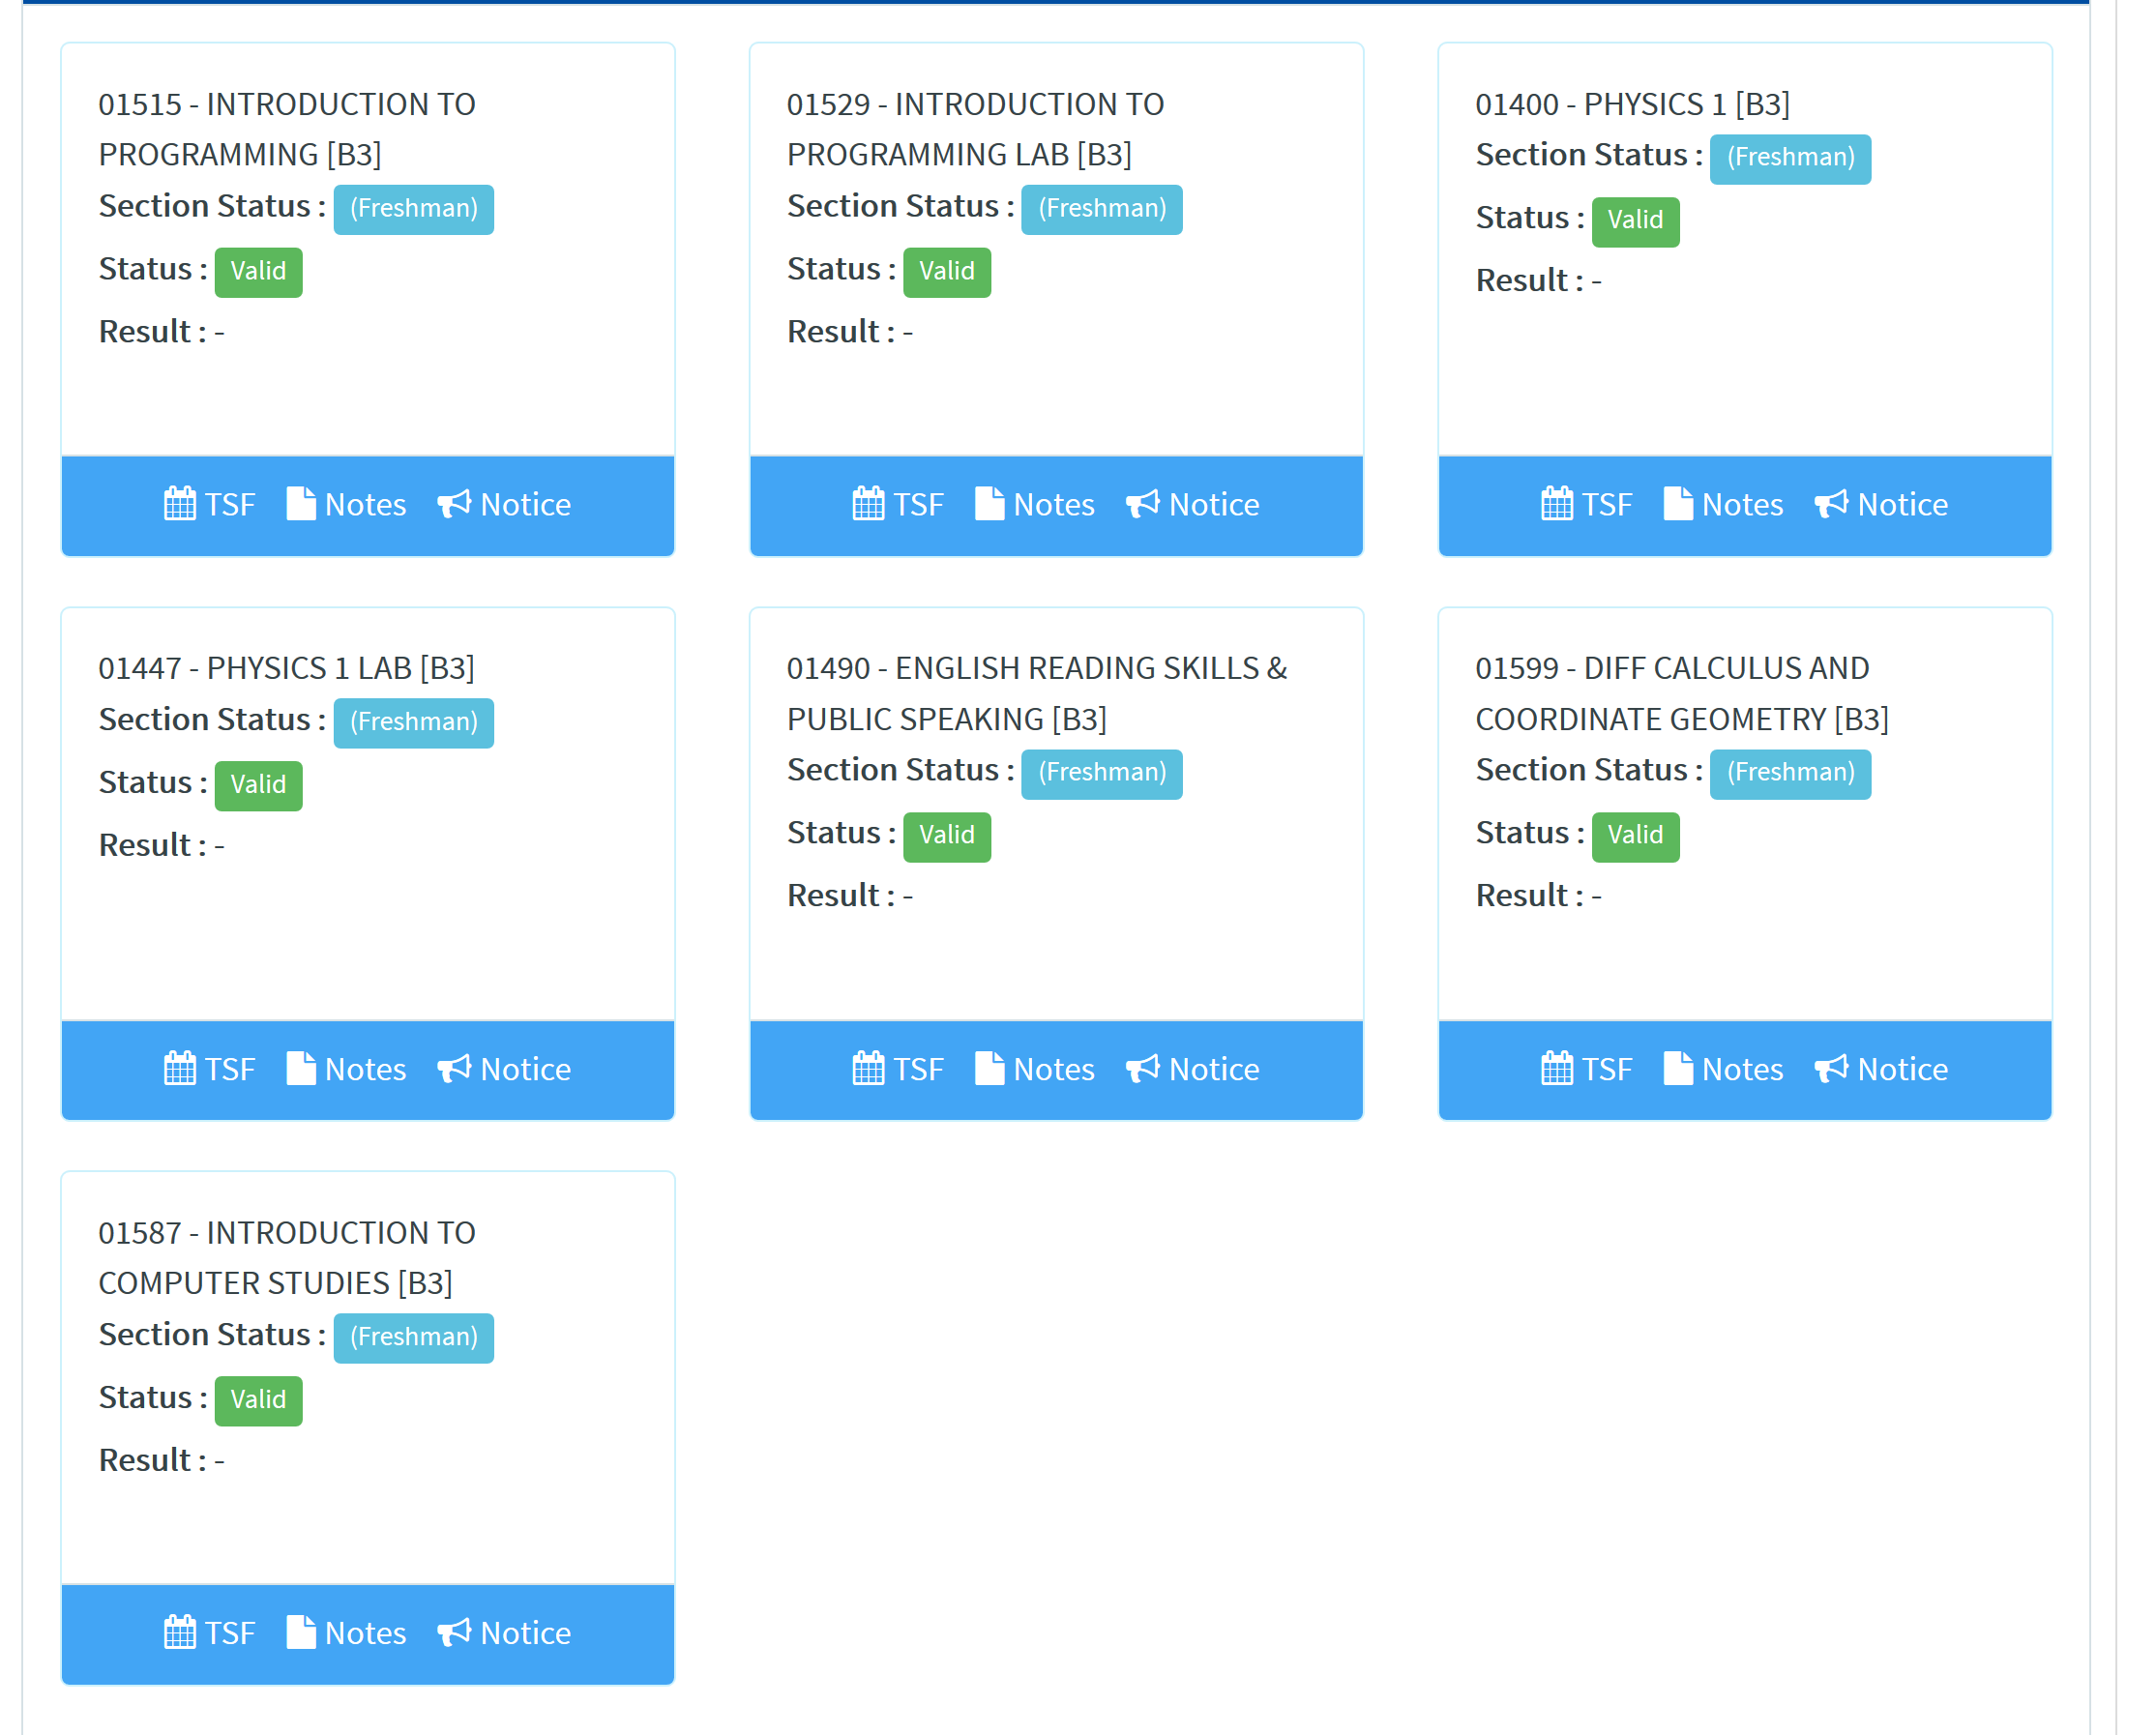 01515 - INTRODUCTION TO
PROGRAMMING [B3]
Section Status : (Freshman)
Status : Valid
Result : -
TSF Notes Notice
01529 - INTRODUCTION TO
PROGRAMMING LAB [B3]
Section Status : (Freshman)
Status : Valid
Result : -
TSF Notes Notice
01400 - PHYSICS 1 [B3]
Section Status : (Freshman)
Status : Valid
Result : -
TSF Notes Notice
01447 - PHYSICS 1 LAB [B3]
Section Status : (Freshman)
Status : Valid
Result : -
TSF Notes Notice
01490 - ENGLISH READING SKILLS &
PUBLIC SPEAKING [B3]
Section Status : (Freshman)
Status : Valid
Result : -
TSF Notes Notice
01599 - DIFF CALCULUS AND
COORDINATE GEOMETRY [B3]
Section Status : (Freshman)
Status : Valid
Result : -
TSF Notes Notice
01587 - INTRODUCTION TO
COMPUTER STUDIES [B3]
Section Status : (Freshman)
Status : Valid
Result : -
TSF Notes Notice